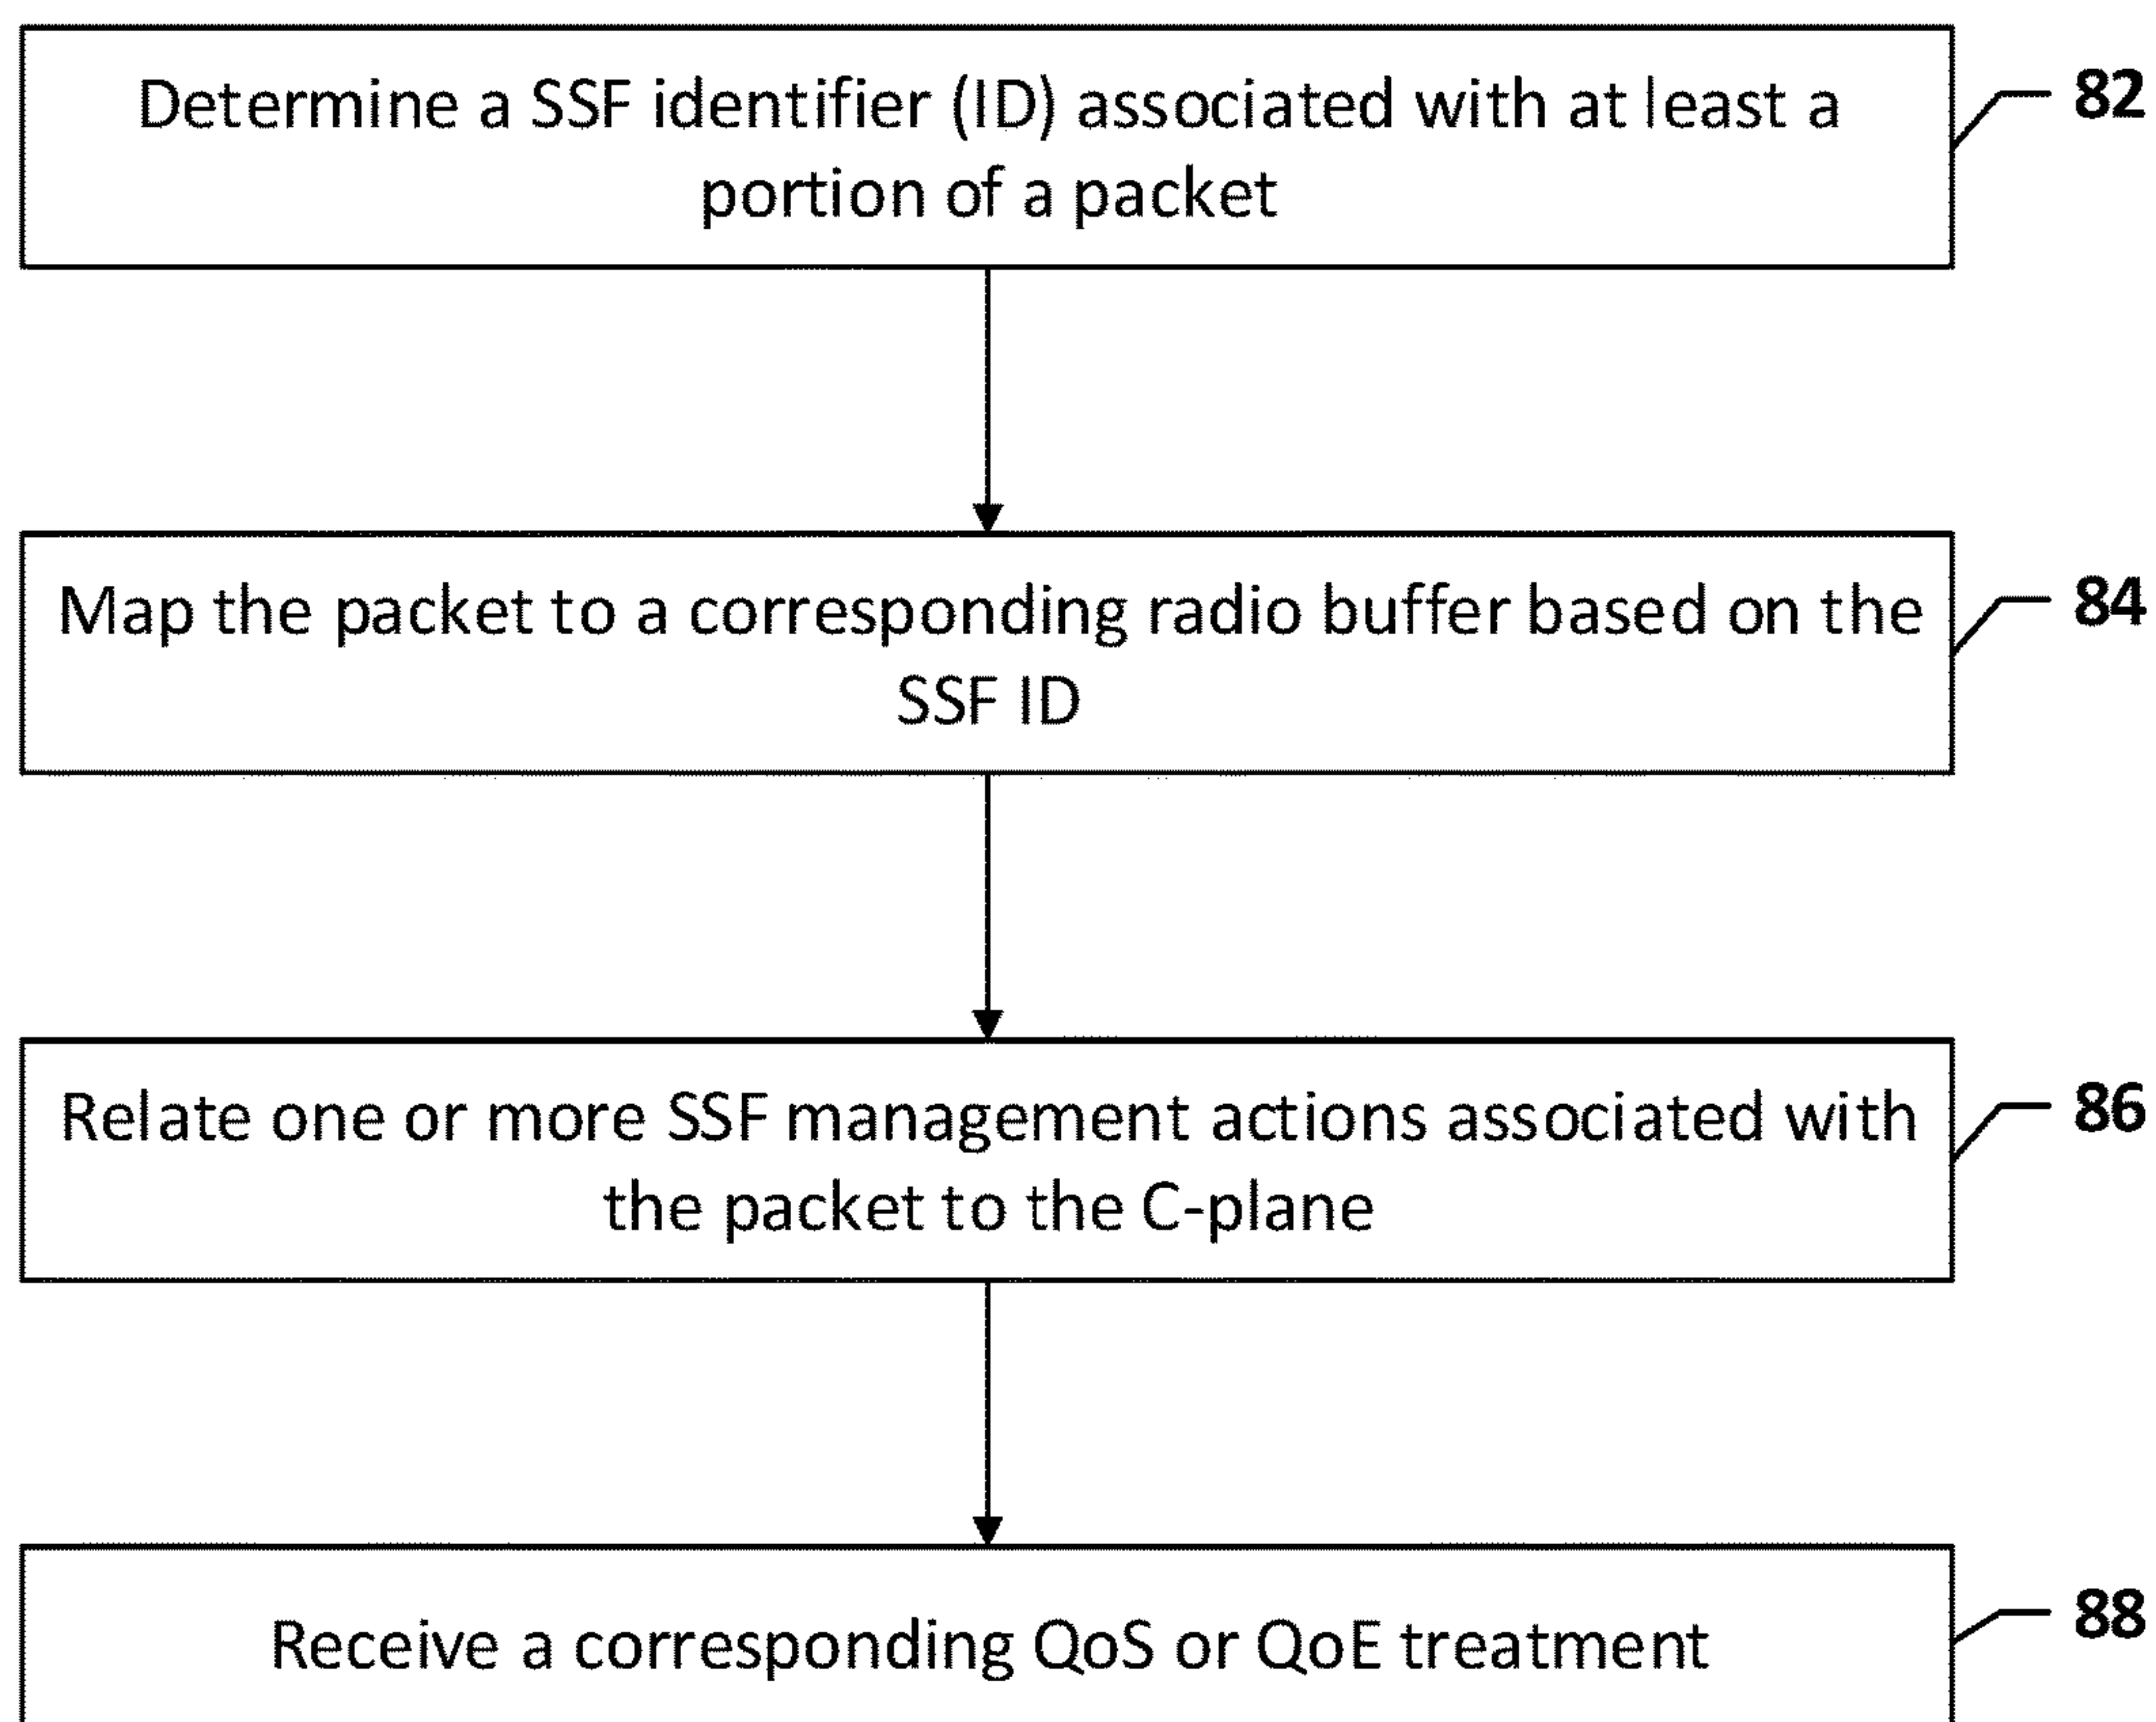 Determine a SSF identifier (ID) associated with at least a
portion of a packet
82
Map the packet to a corresponding radio buffer based on the
SSF ID
84
Relate one or more SSF management actions associated with
the packet to the C-plane
86
Receive a corresponding QoS or QoE treatment
88